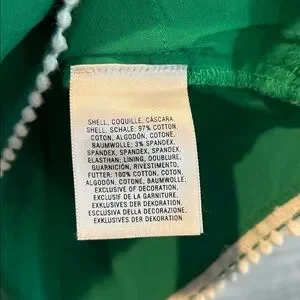 SHELL, COQUILLE, CÁSCARA,
SHELL, SCHALE: 97% COTTON,
COTON, ALGODÓN, COTONE,
BAUMWOLLE; 3% SPANDEX,
SPANDEX, SPANDEX, SPANDEX,
ELASTHAN; LINING, DOUBLURE,
GUARNICIÓN, RIVESTIMENTO,
FUTTER: 100% COTTON, COTON,
ALGODÓN, COTONE, BAUMWOLLE;
EXCLUSIVE OF DECORATION,
EXCLUSIF DE LA GARNITURE,
EXKLUSIVES DER DEKORATION,
ESCLUSIVA DELLA DECORAZIONE,
EXKLUSIVES DER DEKORATION